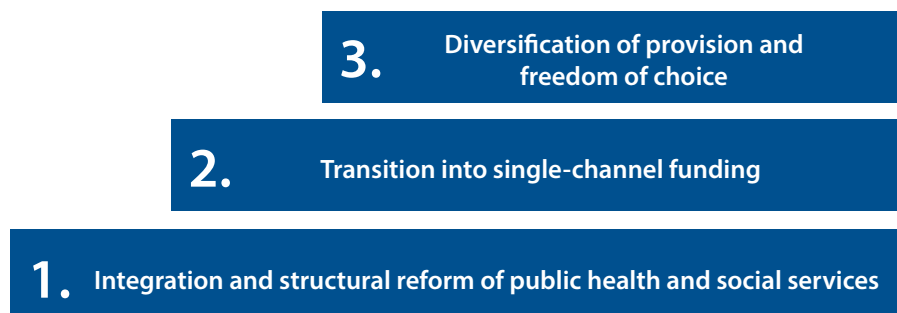 3. Diversification of provision and
freedom of choice
2. Transition into single-channel funding
1. Integration and structural reform of public health and social services